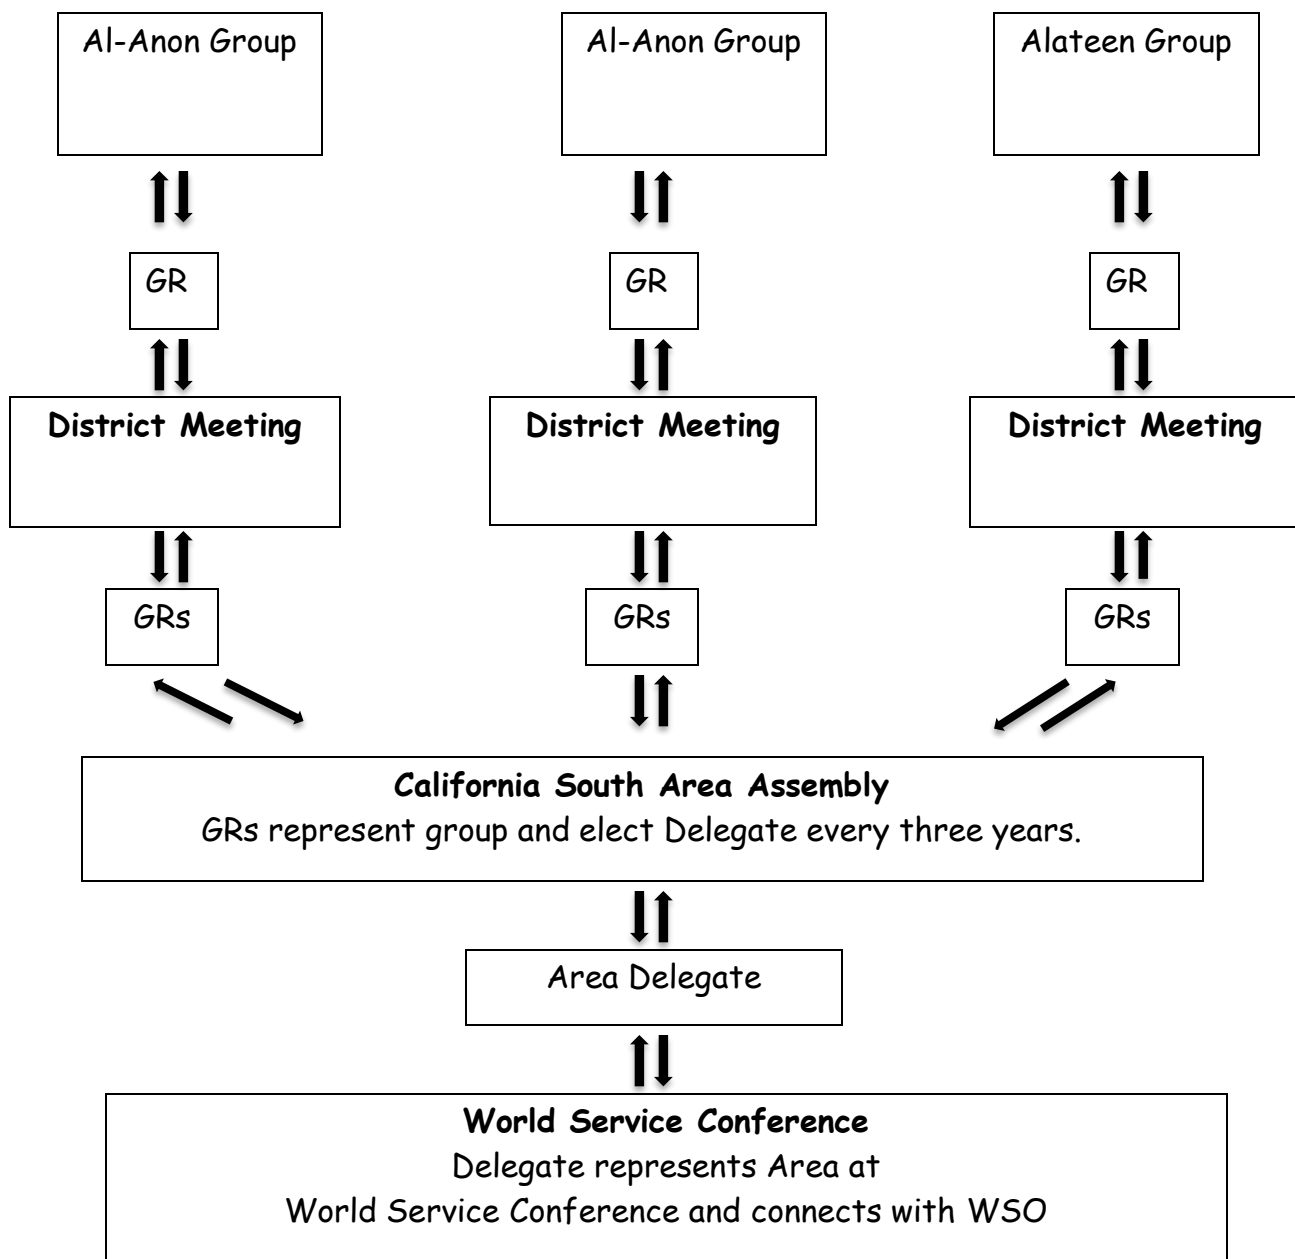 Al-Anon Group
Al-Anon Group
Alateen Group
GR
GR
GR
District Meeting
District Meeting
District Meeting
GRs
GRs
GRs
California South Area Assembly
GRs represent group and elect Delegate every three years.
Area Delegate
World Service Conference
Delegate represents Area at
World Service Conference and connects with WSO